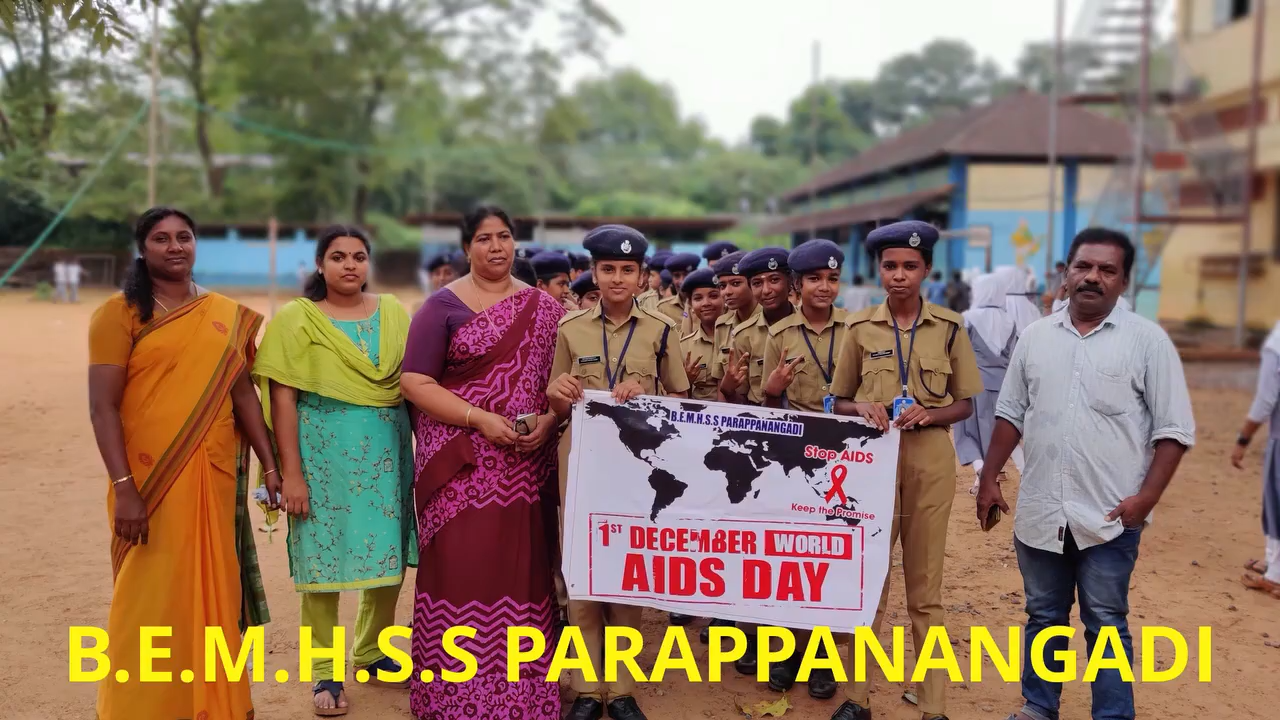 B.E.M.H.S.S PARAPPANANGADI
Stop AIDS
Keep the Promise
1ST DECEMBER WORLD
AIDS DAY
B.E.M.H.S.S PARAPPANANGADI